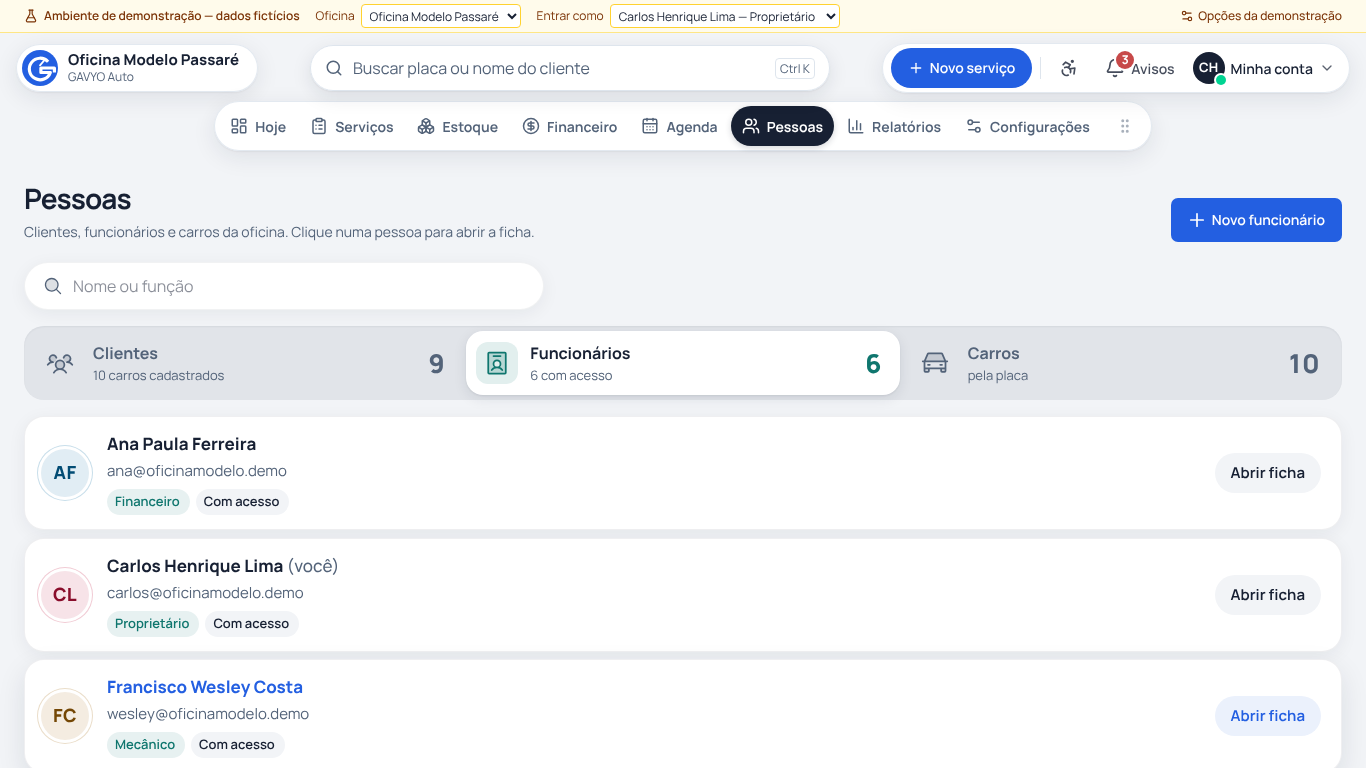 Ambiente de demonstração — dados fictícios Oficina Oficina Modelo Passaré Entrar como Carlos Henrique Lima — Proprietário Opções da demonstração
Oficina Modelo Passaré
GAVYO Auto
Buscar placa ou nome do cliente Ctrl K
Novo serviço
3
Avisos
CH
Minha conta
Hoje Serviços Estoque Financeiro Agenda Pessoas Relatórios Configurações
Pessoas
Clientes, funcionários e carros da oficina. Clique numa pessoa para abrir a ficha.
Novo funcionário
Nome ou função
Clientes
10 carros cadastrados
9
Funcionários
6 com acesso
6
Carros
pela placa
10
AF
Ana Paula Ferreira
ana@oficinamodelo.demo
Financeiro Com acesso
Abrir ficha
CL
Carlos Henrique Lima (você)
carlos@oficinamodelo.demo
Proprietário Com acesso
Abrir ficha
FC
Francisco Wesley Costa
wesley@oficinamodelo.demo
Mecânico Com acesso
Abrir ficha